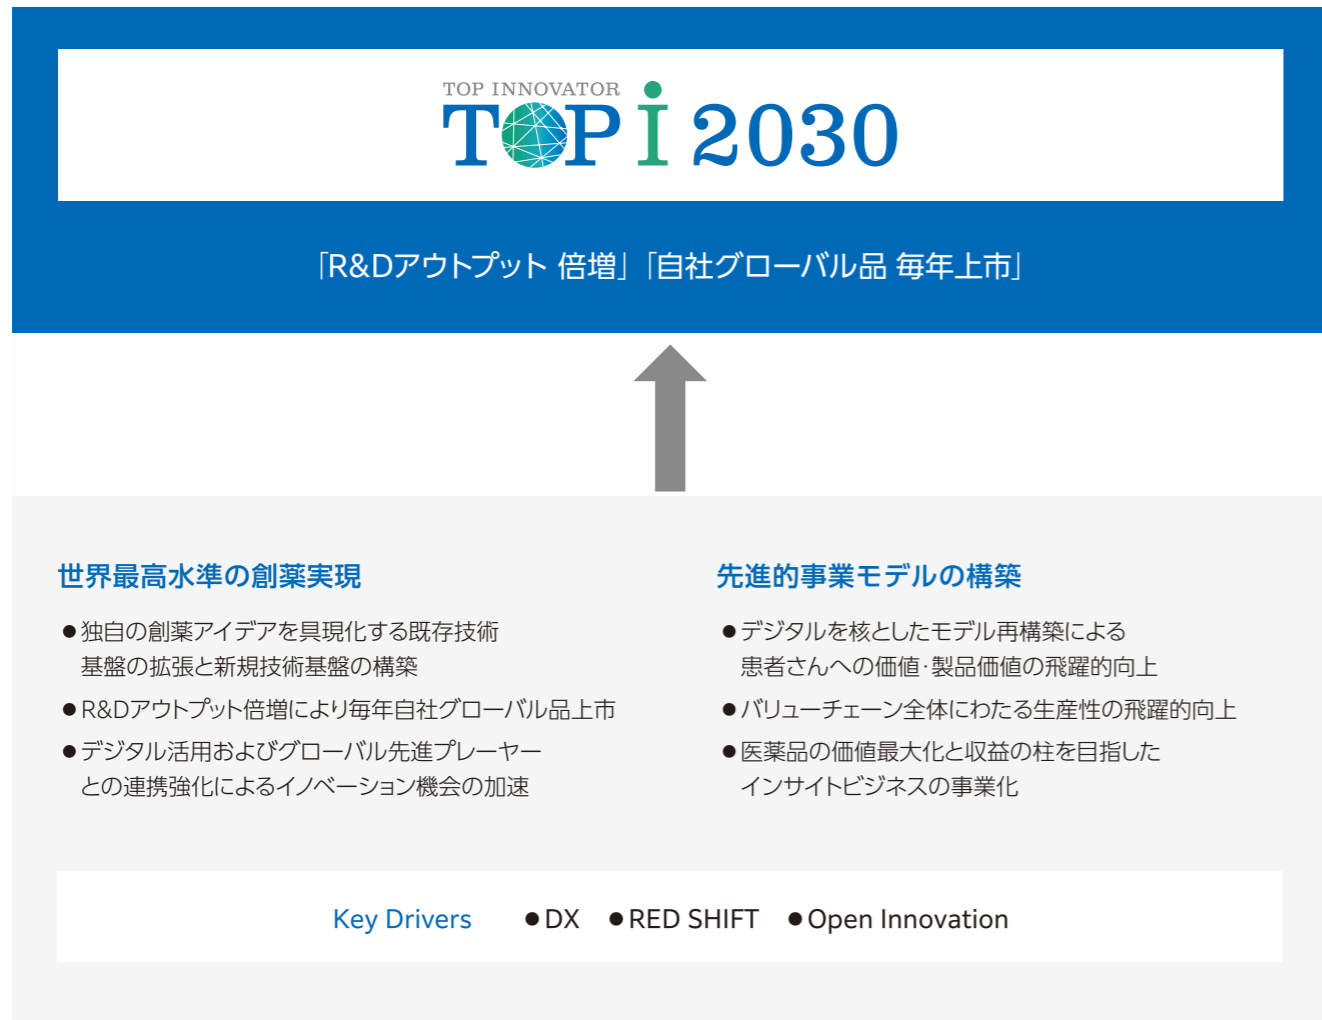 TOP INNOVATOR
TOP i 2030
「R&Dアウトプット 倍増」「自社グローバル品 毎年上市」
世界最高水準の創薬実現
●独自の創薬アイデアを具現化する既存技術
基盤の拡張と新規技術基盤の構築
●R&Dアウトプット倍増により毎年自社グローバル品上市
●デジタル活用およびグローバル先進プレーヤー
との連携強化によるイノベーション機会の加速
先進的事業モデルの構築
●デジタルを核としたモデル再構築による
患者さんへの価値・製品価値の飛躍的向上
●バリューチェーン全体にわたる生産性の飛躍的向上
●医薬品の価値最大化と収益の柱を目指した
インサイトビジネスの事業化
Key Drivers ●DX ●RED SHIFT ●Open Innovation